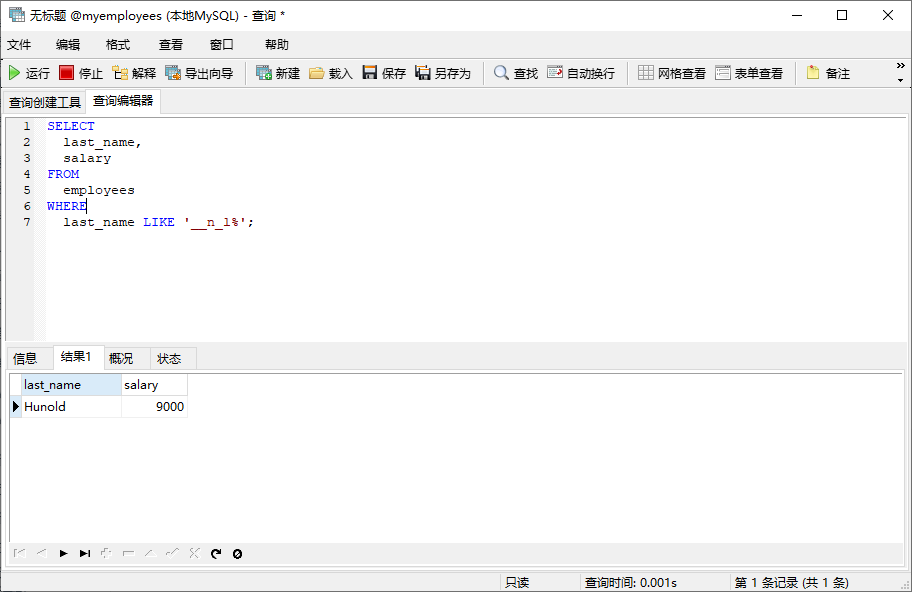 无标题 @myemployees (本地MySQL) - 查询 *
文件 编辑 格式 查看 窗口 帮助
运行 停止 解释 导出向导 新建 载入 保存 另存为 查找 自动换行 网格查看 表单查看 备注
查询创建工具 查询编辑器
1 SELECT
2 last_name,
3 salary
4 FROM
5 employees
6 WHERE
7 last_name LIKE '__n_l%';
信息 结果1 概况 状态
last_name salary
Hunold 9000
只读 查询时间: 0.001s 第 1 条记录 (共 1 条)